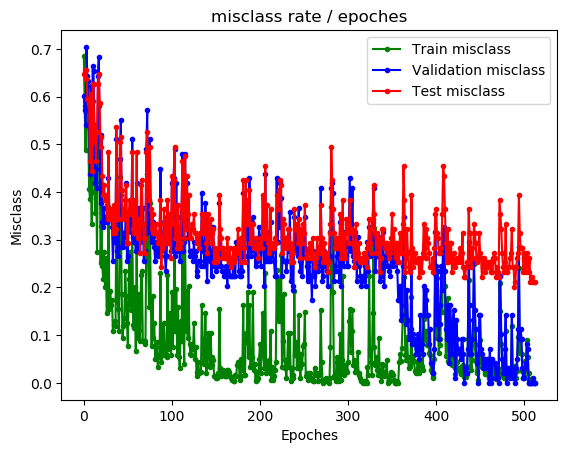 misclass rate / epoches
Train misclass
Validation misclass
Test misclass
Misclass
0.7
0.6
0.5
0.4
0.3
0.2
0.1
0.0
0 100 200 300 400 500
Epoches